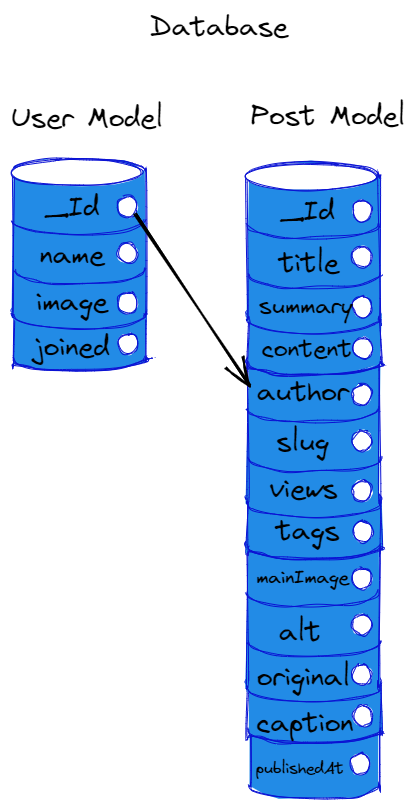 Database
User Model
_Id
name
image
joined
Post Model
_Id
title
summary
content
author
slug
views
tags
mainImage
alt
original
caption
publishedAt